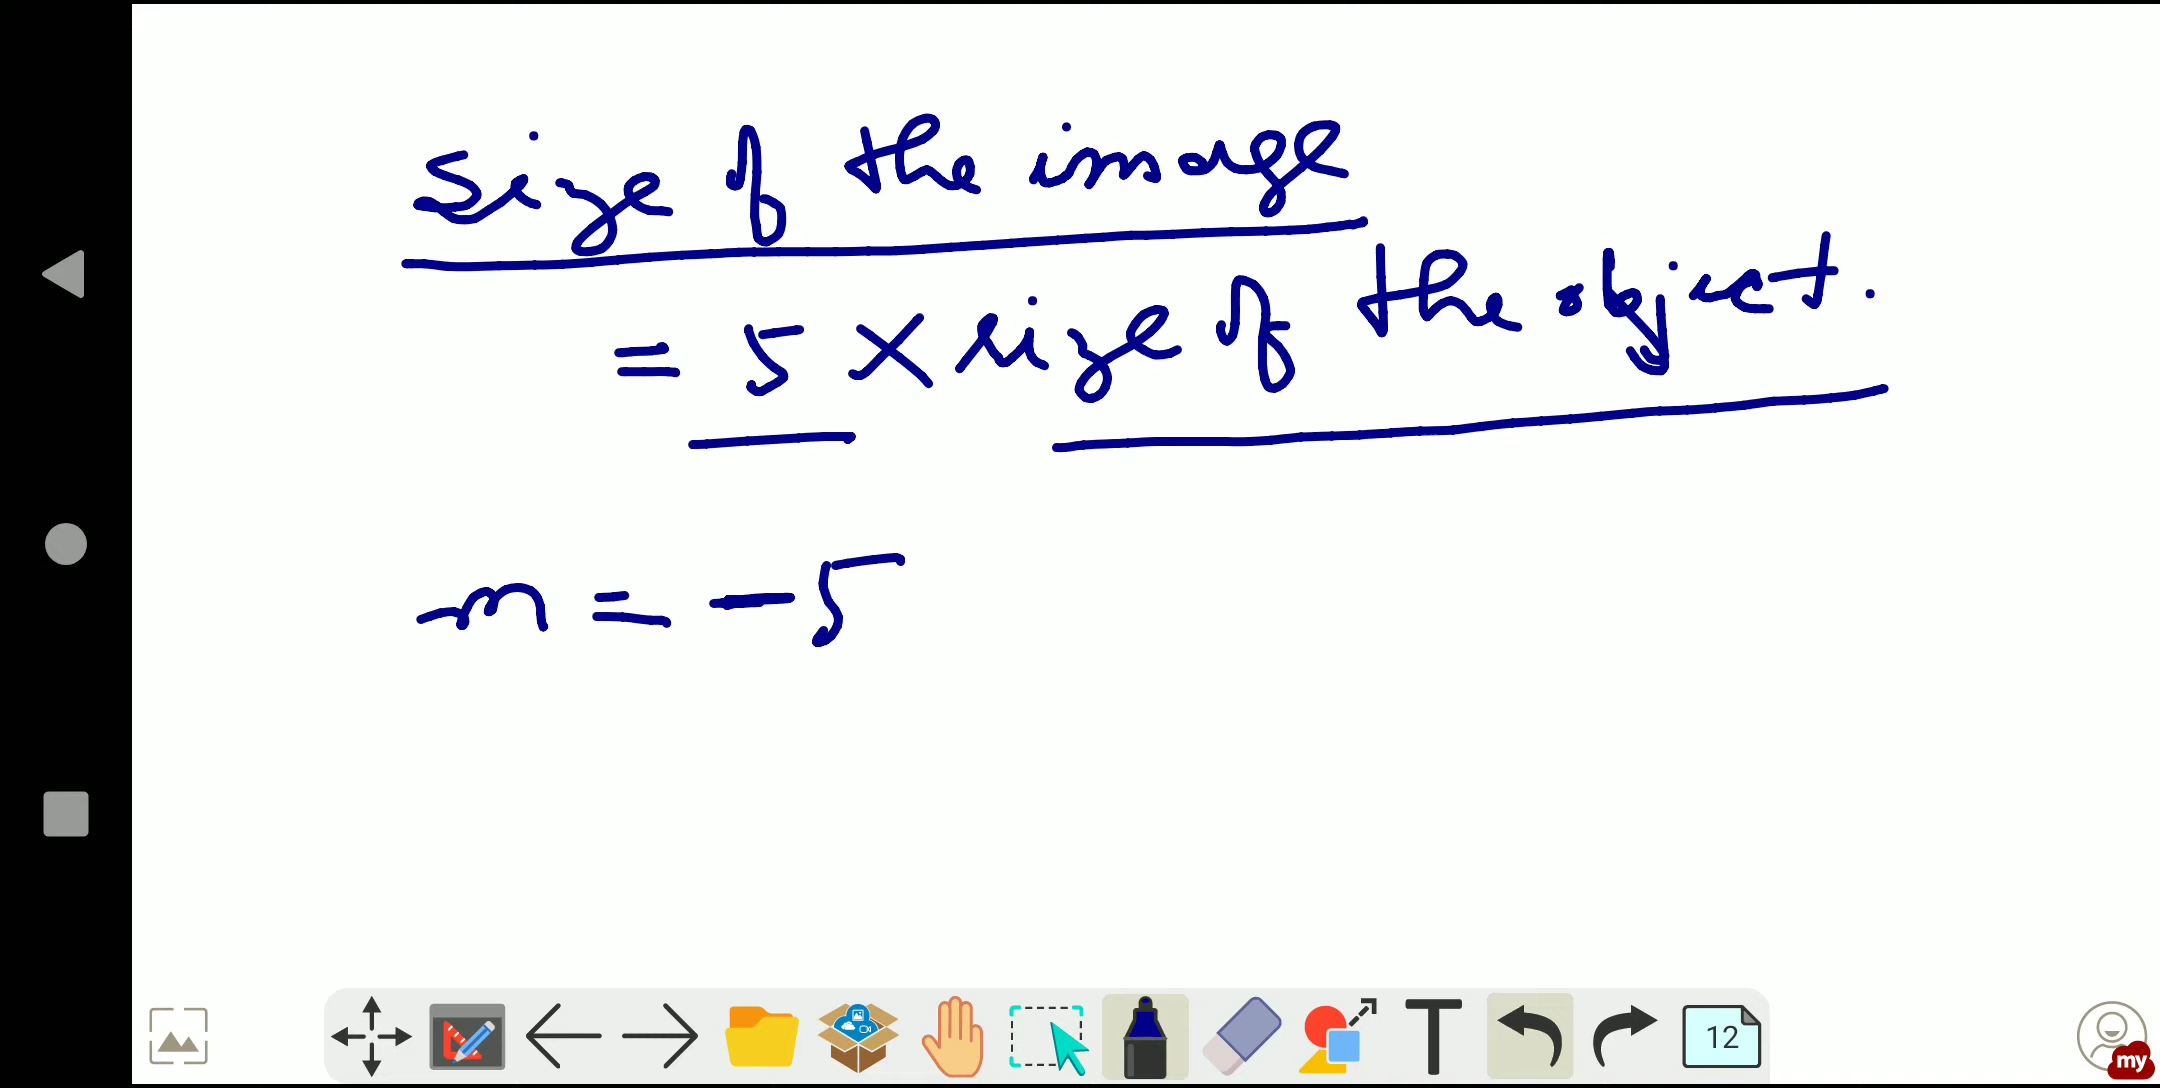 size of the image
= 5 × size of the object.
m = - 5
12
my